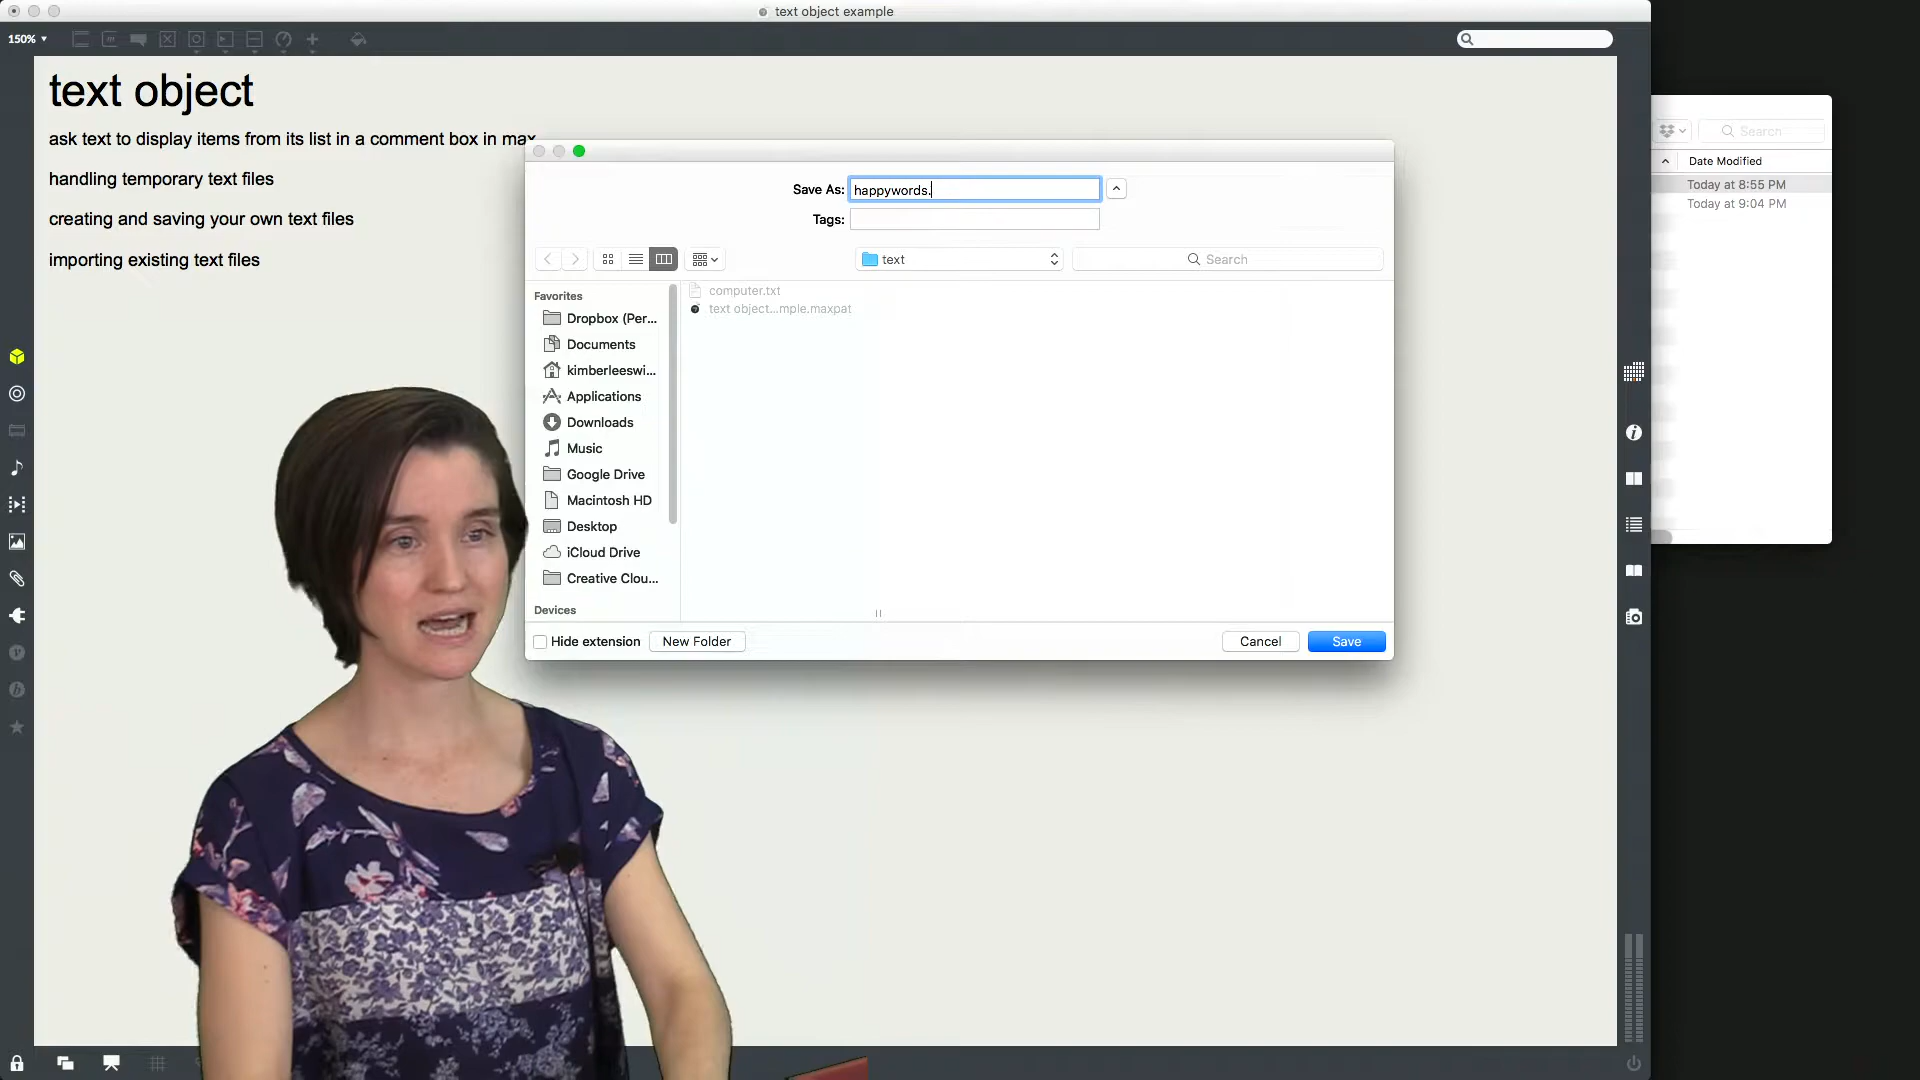 text object example
150%
text object
ask text to display items from its list in a comment box in max
handling temporary text files
creating and saving your own text files
importing existing text files
Save As: happywords.
Tags:
text
Search
computer.txt
text object...mple.maxpat
Favorites
Dropbox (Per...
Documents
kimberleeswi...
Applications
Downloads
Music
Google Drive
Macintosh HD
Desktop
iCloud Drive
Creative Clou...
Devices
Hide extension
New Folder
Cancel
Save
Search
Date Modified
Today at 8:55 PM
Today at 9:04 PM